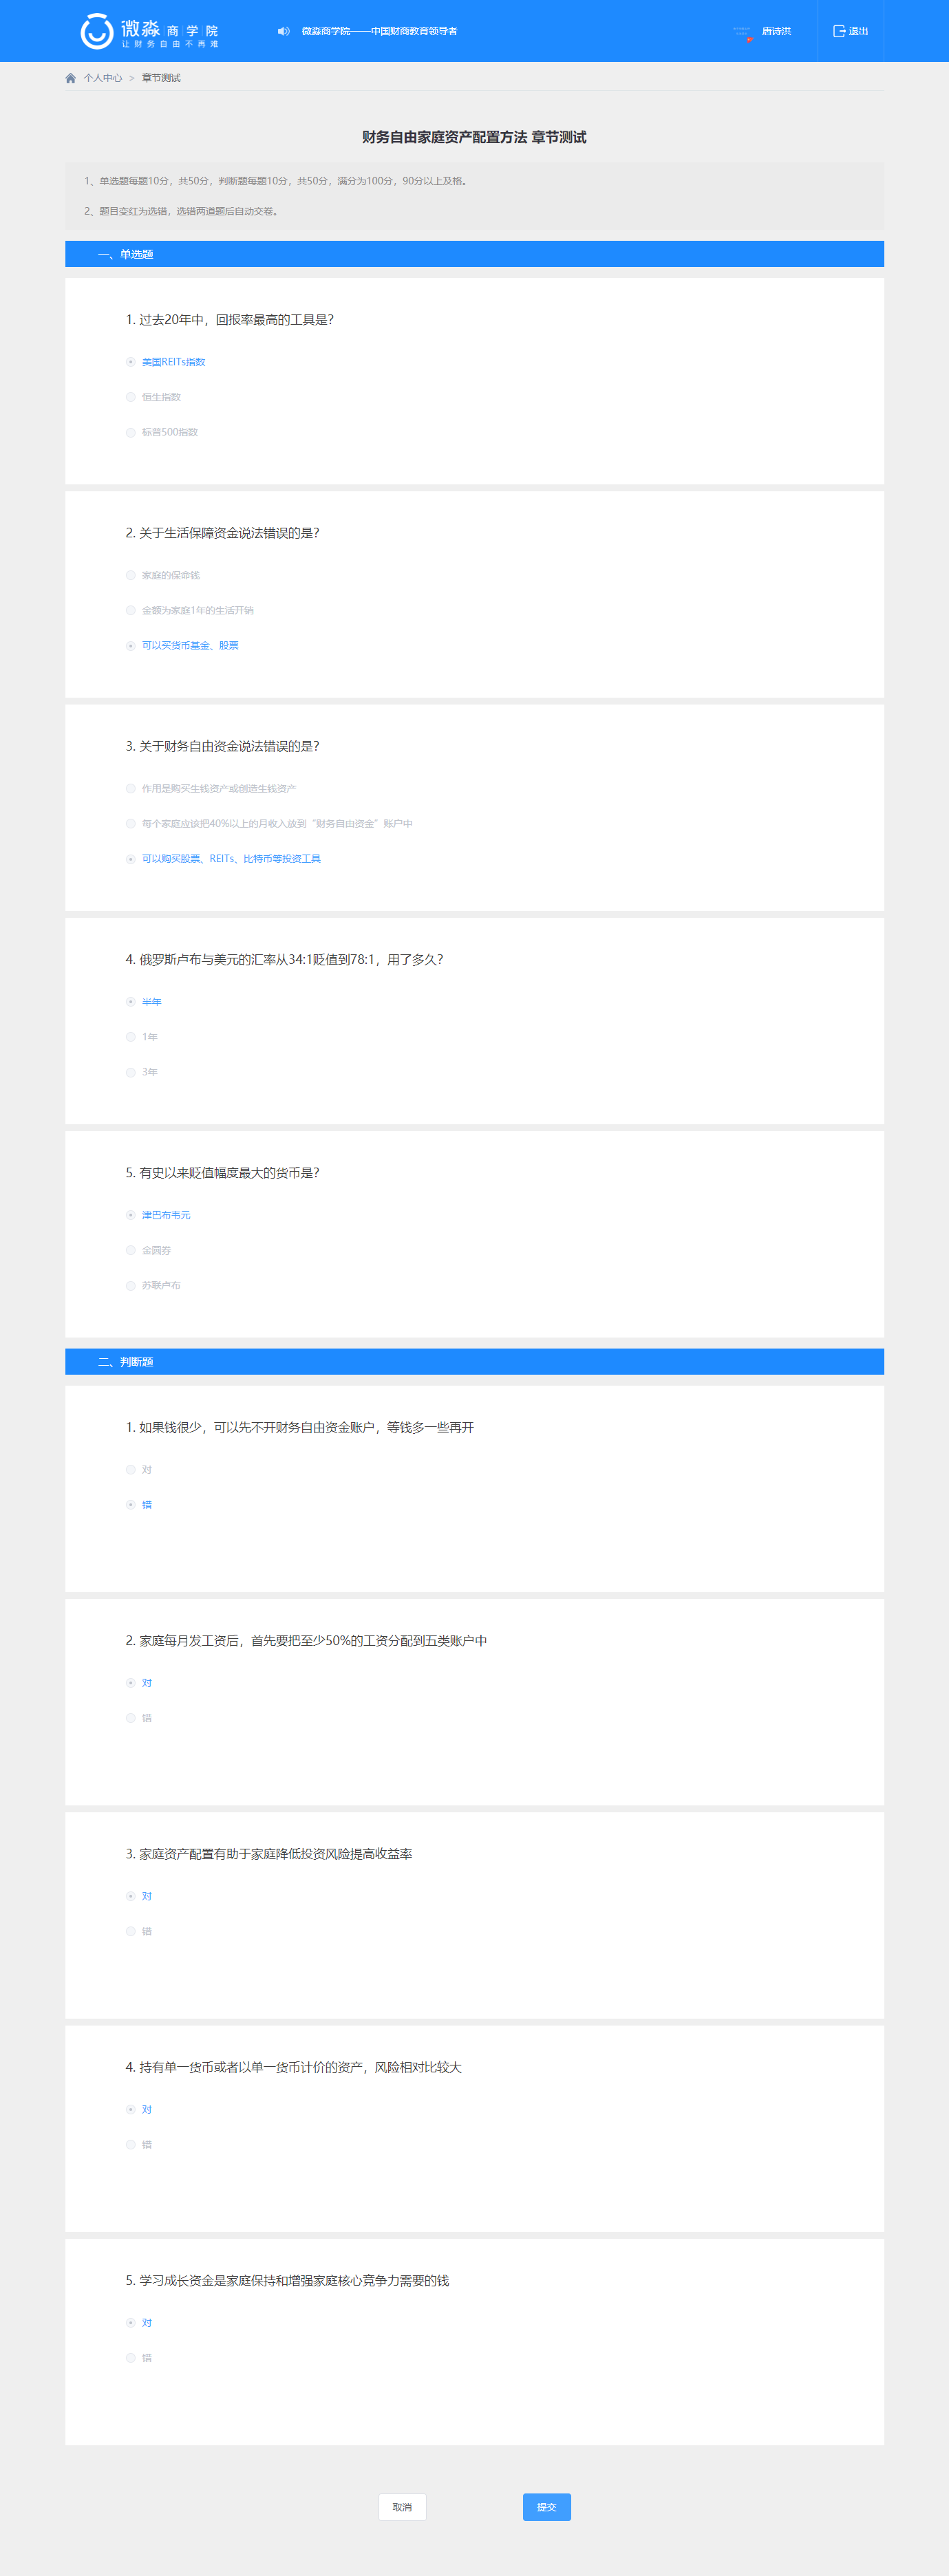 微淼商学院
让财务自由不再难
微淼商学院——中国财商教育领导者
唐诗洪
退出
个人中心 > 章节测试
财务自由家庭资产配置方法 章节测试
1、单选题每题10分，共50分，判断题每题10分，共50分，满分为100分，90分以上及格。
2、题目变红为选错，选错两道题后自动交卷。
一、单选题
1. 过去20年中，回报率最高的工具是?
美国REITs指数
恒生指数
标普500指数
2. 关于生活保障资金说法错误的是?
家庭的保命钱
金额为家庭1年的生活开销
可以买货币基金、股票
3. 关于财务自由资金说法错误的是?
作用是购买生钱资产或创造生钱资产
每个家庭应该把40%以上的月收入放到“财务自由资金”账户中
可以购买股票、REITs、比特币等投资工具
4. 俄罗斯卢布与美元的汇率从34:1贬值到78:1，用了多久?
半年
1年
3年
5. 有史以来贬值幅度最大的货币是?
津巴布韦元
金圆券
苏联卢布
二、判断题
1. 如果钱很少，可以先不开财务自由资金账户，等钱多一些再开
对
错
2. 家庭每月发工资后，首先要把至少50%的工资分配到五类账户中
对
错
3. 家庭资产配置有助于家庭降低投资风险提高收益率
对
错
4. 持有单一货币或者以单一货币计价的资产，风险相对比较大
对
错
5. 学习成长资金是家庭保持和增强家庭核心竞争力需要的钱
对
错
取消
提交